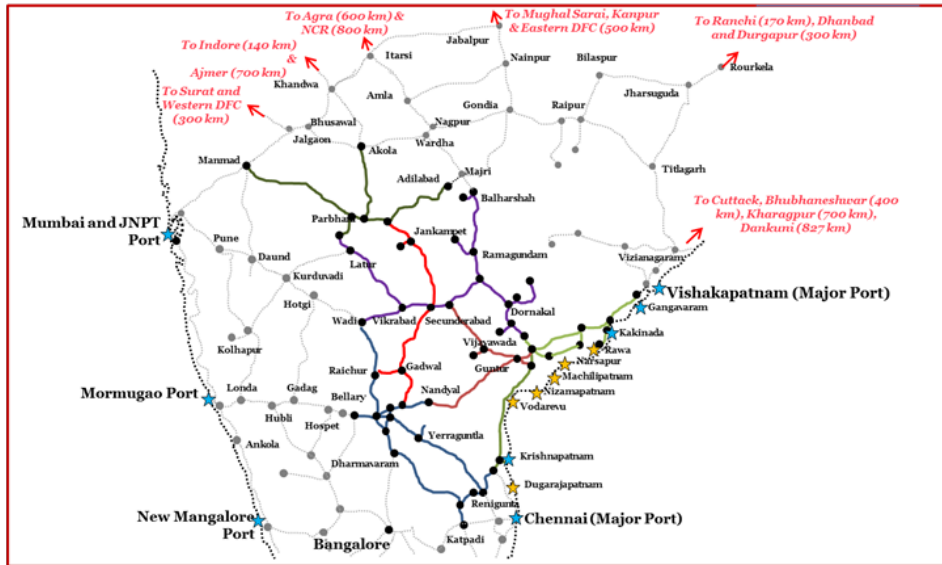 To Agra (600 km) &
NCR (800 km)
To Mughal Sarai, Kanpur
& Eastern DFC (500 km)
To Ranchi (170 km), Dhanbad
and Durgapur
(300 km)
To Indore (140 km)
&
Ajmer (700 km)
To Surat and
Western DFC
(300 km)
Jabalpur
Itarsi
Nainpur
Bilaspur
Rourkela
Khandwa
Amla
Gondia
Raipur
Jharsuguda
Bhusawal
Jalgaon
Nagpur
Wardha
Manmad
Akola
Adilabad
Majri
Titlagarh
Balharshah
To Cuttack, Bhubhaneshwar (400
km), Kharagpur (700 km),
Dankuni (827 km)
Mumbai and JNPT
Port
Parbhani
Jankampet
Pune
Latur
Ramagundam
Daund
Vizianagaram
Kurduvadi
Hotgi
Vishakapatnam (Major Port)
Gangavaram
Wadi
Vikrabad
Secunderabad
Dornakal
Kakinada
Kolhapur
Vijayawada
Rawa
Raichur
Gadwal
Guntur
Narsapur
Machilipatnam
Mormugao Port
Londa
Gadag
Bellary
Nandyal
Nizamapatnam
Vodarevu
Hubli
Hospet
Ankola
Yerraguntla
Dharmavaram
Krishnapatnam
Dugarajapatnam
Renigunta
New Mangalore
Port
Bangalore
Katpadi
Chennai (Major Port)